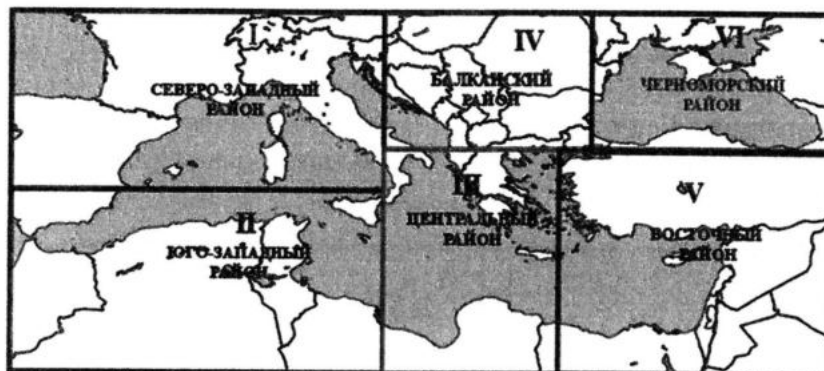 I
СЕВЕРО-ЗАПАДНЫЙ
РАЙОН
IV
БАЛКАНСКИЙ
РАЙОН
VI
ЧЕРНОМОРСКИЙ
РАЙОН
II
ЮГО-ЗАПАДНЫЙ
РАЙОН
III
ЦЕНТРАЛЬНЫЙ
РАЙОН
V
ВОСТОЧНЫЙ
РАЙОН